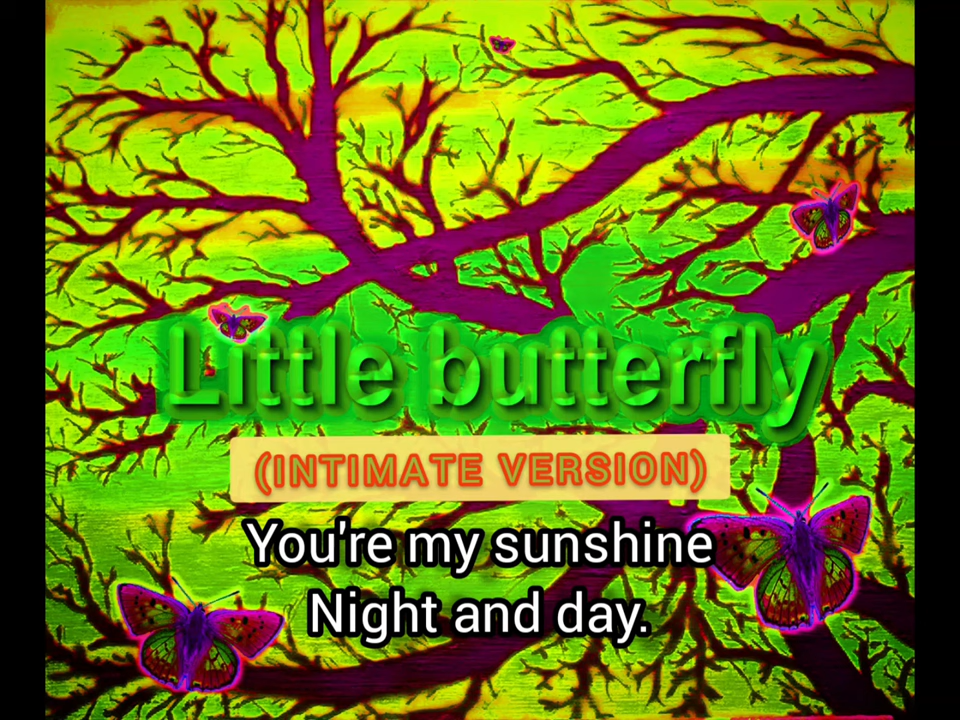 Little butterfly
(INTIMATE VERSION)
You're my sunshine
Night and day.